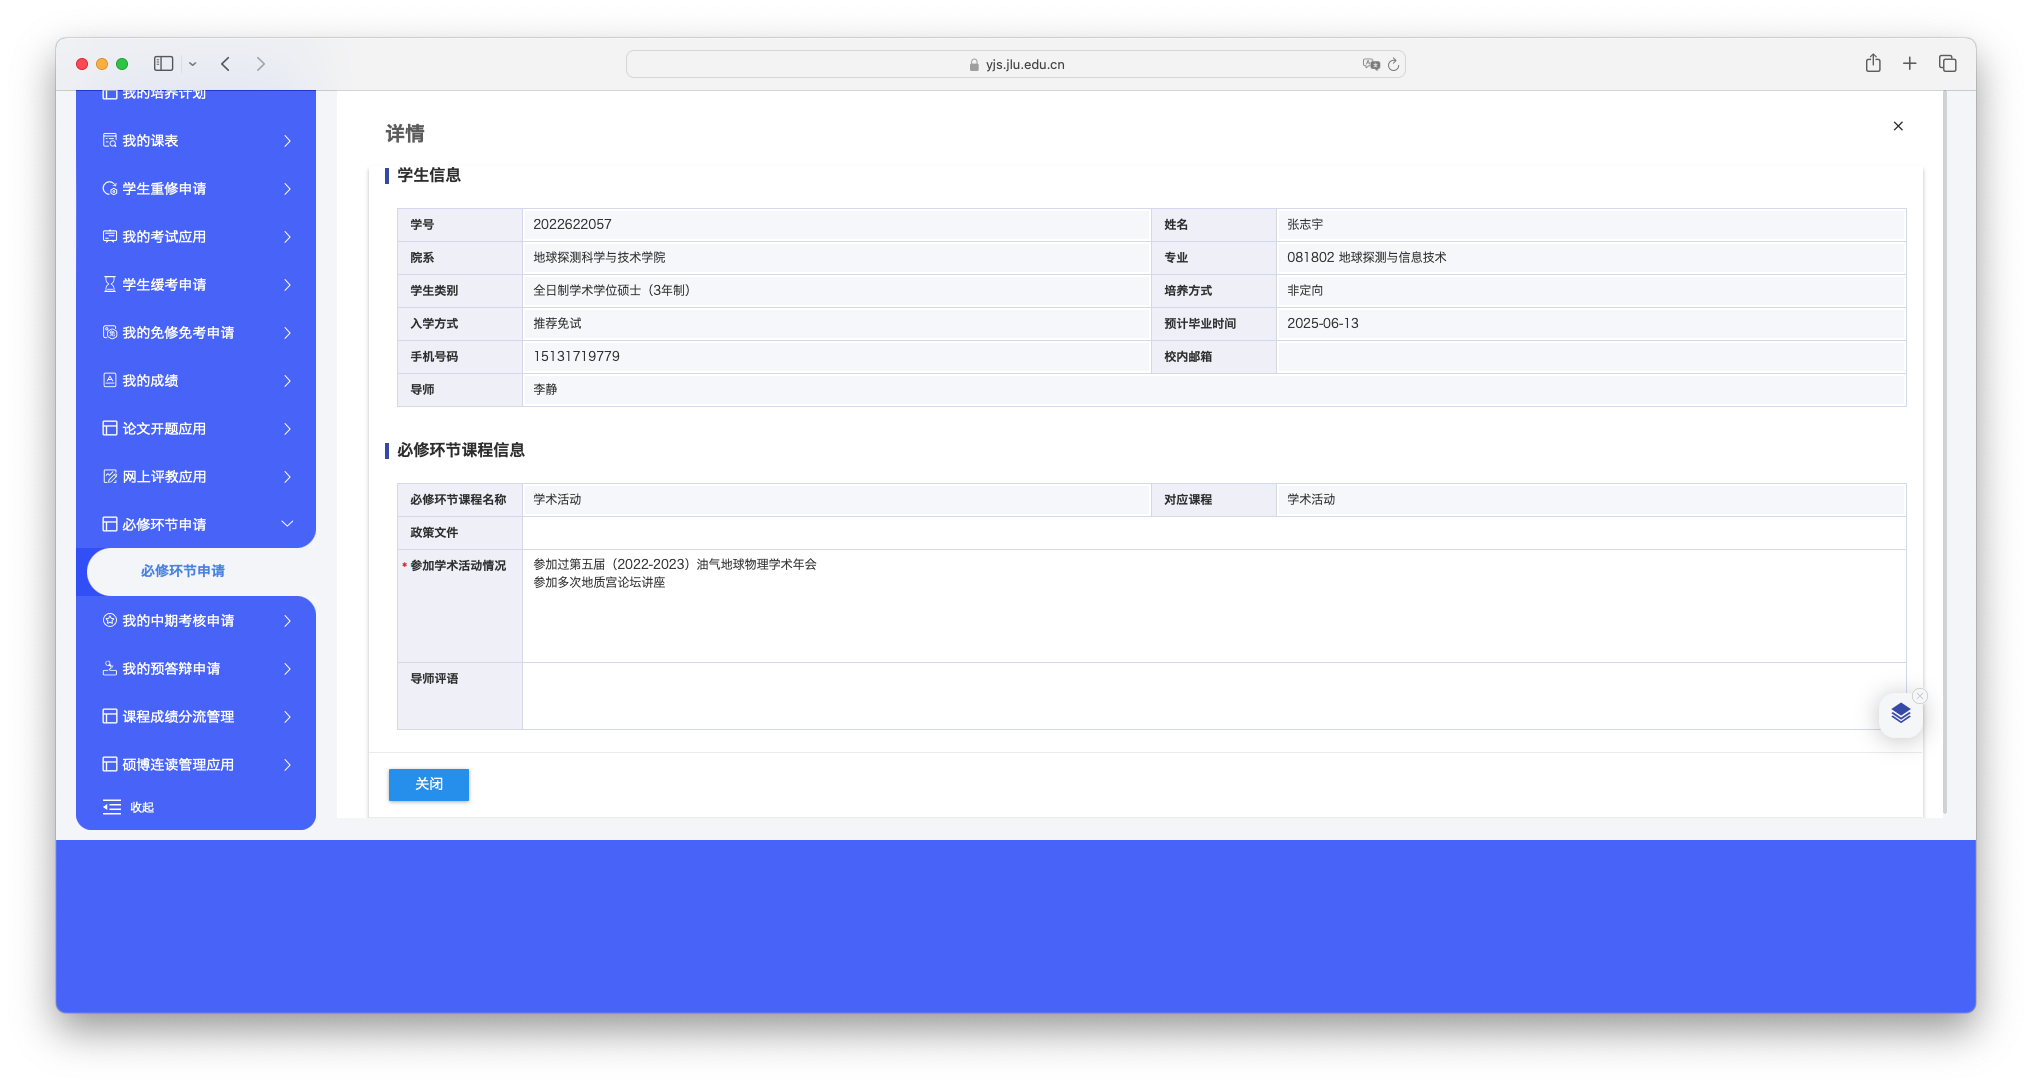 yjs.jlu.edu.cn
我的培养计划
我的课表
学生重修申请
我的考试应用
学生缓考申请
我的免修免考申请
我的成绩
论文开题应用
网上评教应用
必修环节申请
必修环节申请
我的中期考核申请
我的预答辩申请
课程成绩分流管理
硕博连读管理应用
收起
详情
学生信息
学号 2022622057 姓名 张志宇
院系 地球探测科学与技术学院 专业 081802 地球探测与信息技术
学生类别 全日制学术学位硕士（3年制） 培养方式 非定向
入学方式 推荐免试 预计毕业时间 2025-06-13
手机号码 15131719779 校内邮箱
导师 李静
必修环节课程信息
必修环节课程名称 学术活动 对应课程 学术活动
政策文件
* 参加学术活动情况 参加过第五届（2022-2023）油气地球物理学术年会
参加多次地质宫论坛讲座
导师评语
关闭